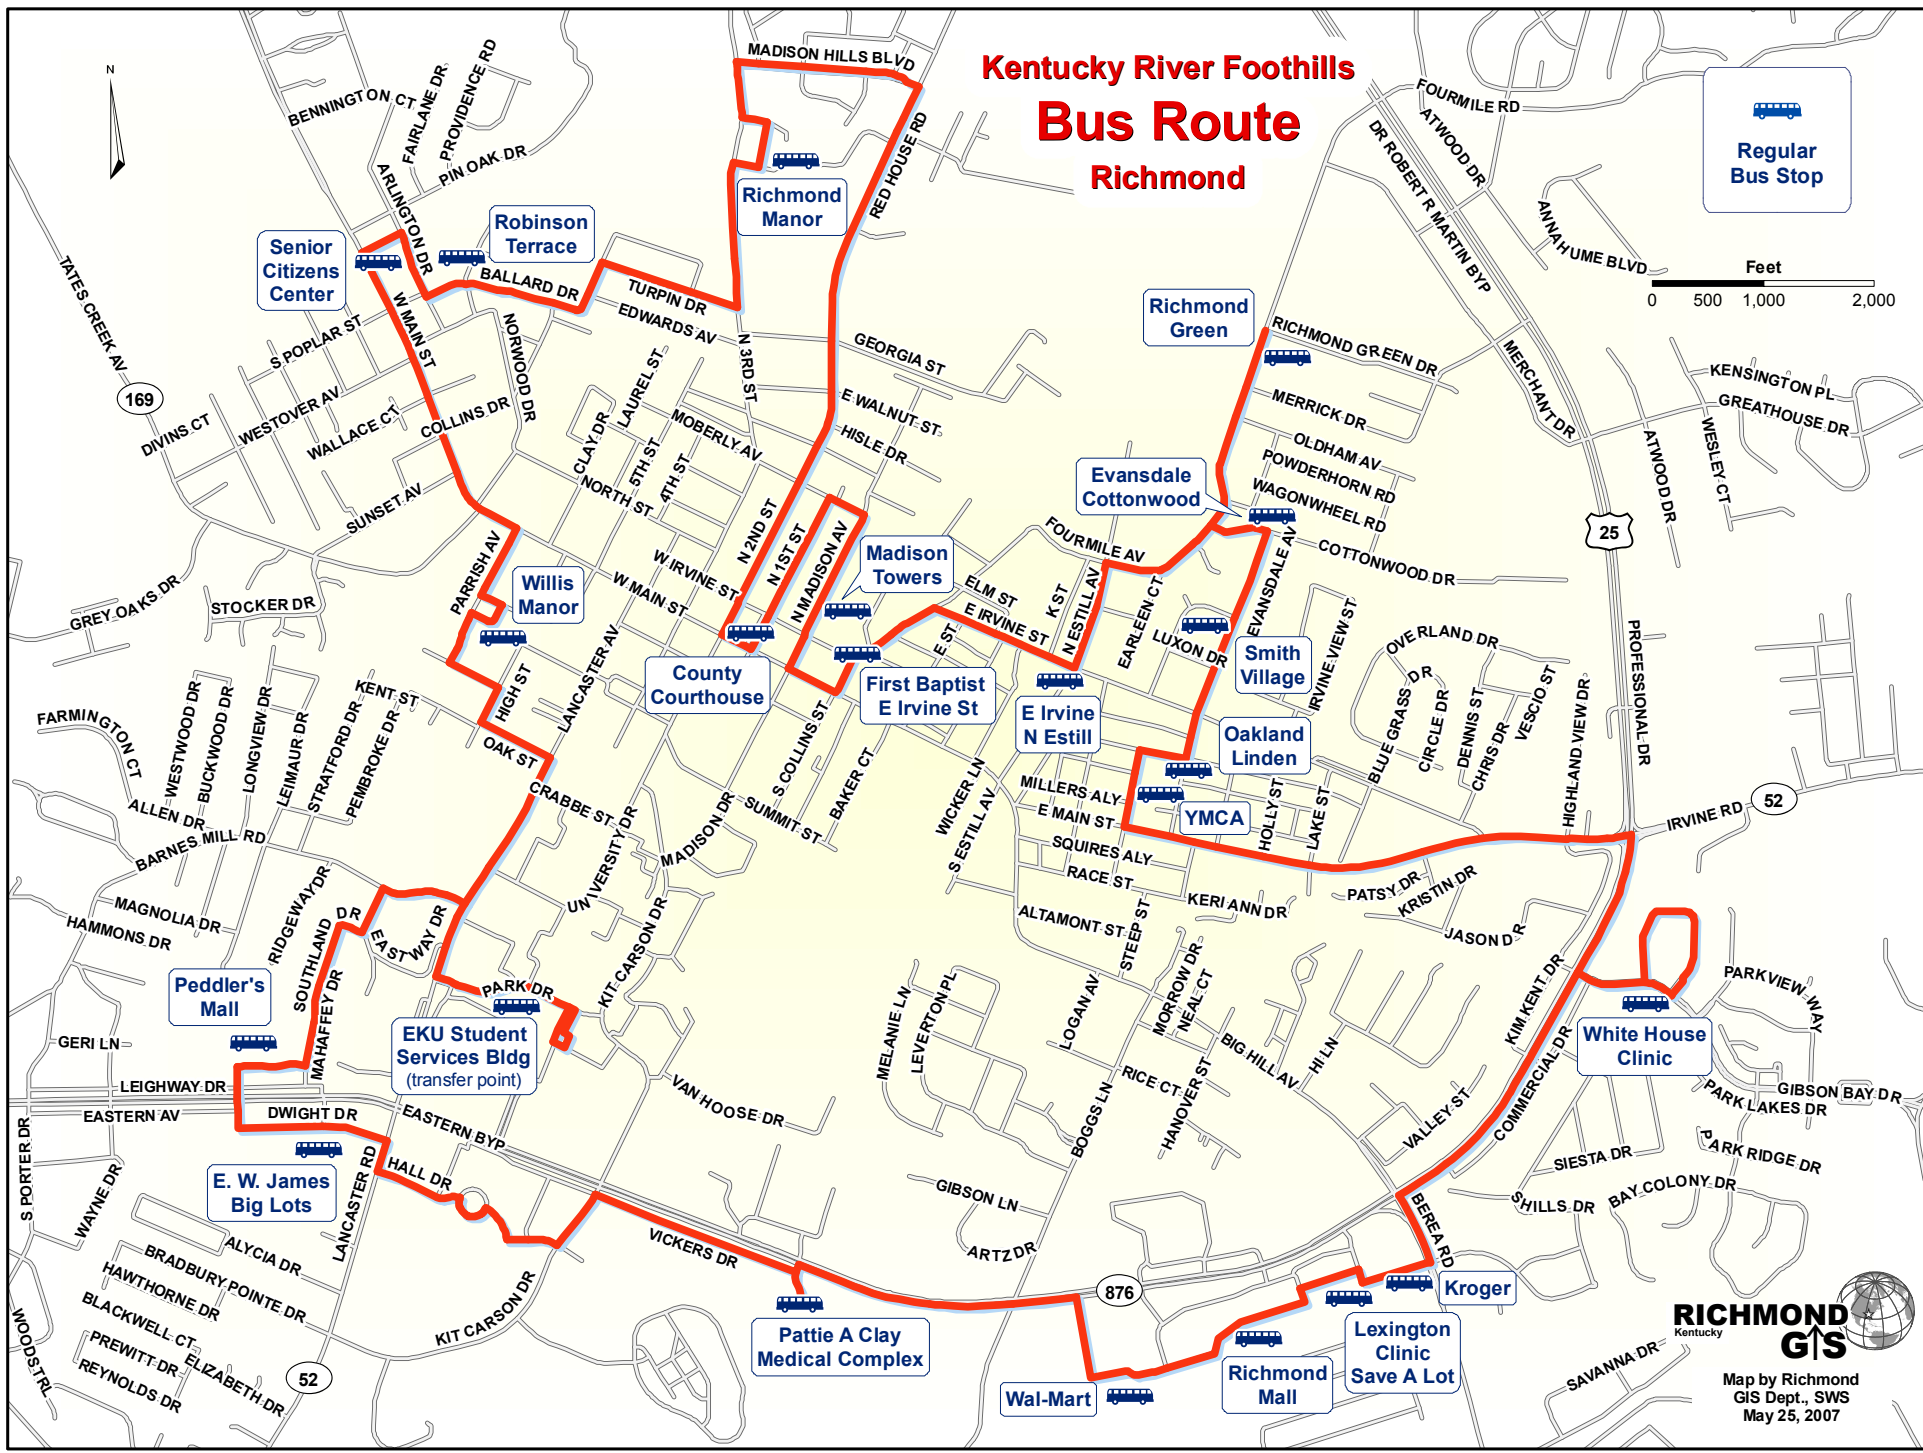 Kentucky River Foothills
Bus Route
Richmond
Regular
Bus Stop
Feet
0 500 1,000 2,000
N
MADISON HILLS BLVD
BENNINGTON CT
FAIRLANE DR
PROVIDENCE RD
PIN OAK DR
ARLINGTON DR
RED HOUSE RD
FOURMILE RD
ATWOOD DR
DR ROBERT R MARTIN BYP
ANNAHUME BLVD
Richmond
Manor
Robinson
Terrace
Senior
Citizens
Center
TATES CREEK AV
169
W MAIN ST
BALLARD DR
TURPIN DR
EDWARDS AV
S POPLAR ST
NORWOOD DR
N 3RD ST
GEORGIA ST
Richmond
Green
RICHMOND GREEN DR
MERCHANT DR
KENSINGTON PL
GREATHOUSE DR
ATWOOD DR
WESLEY CT
DIVINS CT
WESTOVER AV
WALLACE CT
COLLINS DR
CLAY DR
LAUREL ST
5TH ST
4TH ST
MOBERLY AV
E WALNUT ST
HISLE DR
MERRICK DR
OLDHAM AV
POWDERHORN RD
WAGONWHEEL RD
Evansdale
Cottonwood
SUNSET AV
NORTH ST
N 2ND ST
N 1ST ST
N MADISON AV
FOURMILE AV
EVANSDALE AV
COTTONWOOD DR
25
PARRISH AV
W IRVINE ST
W MAIN ST
Madison
Towers
Willis
Manor
ELM ST
E IRVINE ST
K ST
N ESTILL AV
EARLEEN CT
LUXON DR
IRVINE VIEW ST
OVERLAND DR
GREY OAKS DR
STOCKER DR
LANCASTER AV
E ST
Smith
Village
BLUE GRASS DR
CIRCLE DR
DENNIS ST
CHRIS DR
VESCIO ST
HIGHLAND VIEW DR
PROFESSIONAL DR
County
Courthouse
First Baptist
E Irvine St
E Irvine
N Estill
Oakland
Linden
WESTWOOD DR
BUCKWOOD DR
LONGVIEW DR
LEIMAUR DR
STRATFORD DR
PEMBROKE DR
KENT ST
HIGH ST
OAK ST
FARMINGTON CT
CRABBE ST
S COLLINS ST
BAKER CT
SUMMIT ST
WICKER LN
S ESTILL AV
MILLERS ALY
E MAIN ST
YMCA
HOLLY ST
LAKE ST
52
IRVINE RD
ALLEN DR
BARNES MILL RD
UNIVERSITY DR
MADISON DR
SQUIRES ALY
RACE ST
KERI ANN DR
PATSY DR
KRISTIN DR
JASON DR
MAGNOLIA DR
HAMMONS DR
RIDGEWAY DR
SOUTHLAND DR
EASTWAY DR
KIT CARSON DR
ALTAMONT ST
STEEP ST
Peddler's
Mall
MAHAFFEY DR
PARK DR
EKU Student
Services Bldg
(transfer point)
MELANIE LN
LEVERTON PL
LOGAN AV
MORROW DR
NEAL CT
BIG HILL AV
HI LN
KIM KENT DR
COMMERCIAL DR
PARKVIEW WAY
White House
Clinic
GERI LN
LEIGHWAY DR
EASTERN AV
DWIGHT DR
EASTERN BYP
VAN HOOSE DR
RICE CT
HANOVER ST
BOGGS LN
VALLEY ST
GIBSON BAY DR
PARK LAKES DR
PARK RIDGE DR
SIESTA DR
S PORTER DR
WAYNE DR
E. W. James
Big Lots
LANCASTER RD
HALL DR
GIBSON LN
ARTZ DR
BEREA RD
S HILLS DR
BAY COLONY DR
ALYCIA DR
BRADBURY POINTE DR
HAWTHORNE DR
BLACKWELL CT
PREWITT DR
REYNOLDS DR
ELIZABETH DR
WOODS TRL
52
KIT CARSON DR
VICKERS DR
Pattie A Clay
Medical Complex
876
Wal-Mart
Richmond
Mall
Lexington
Clinic
Save A Lot
Kroger
SAVANNA DR
RICHMOND
Kentucky
GIS
Map by Richmond
GIS Dept., SWS
May 25, 2007